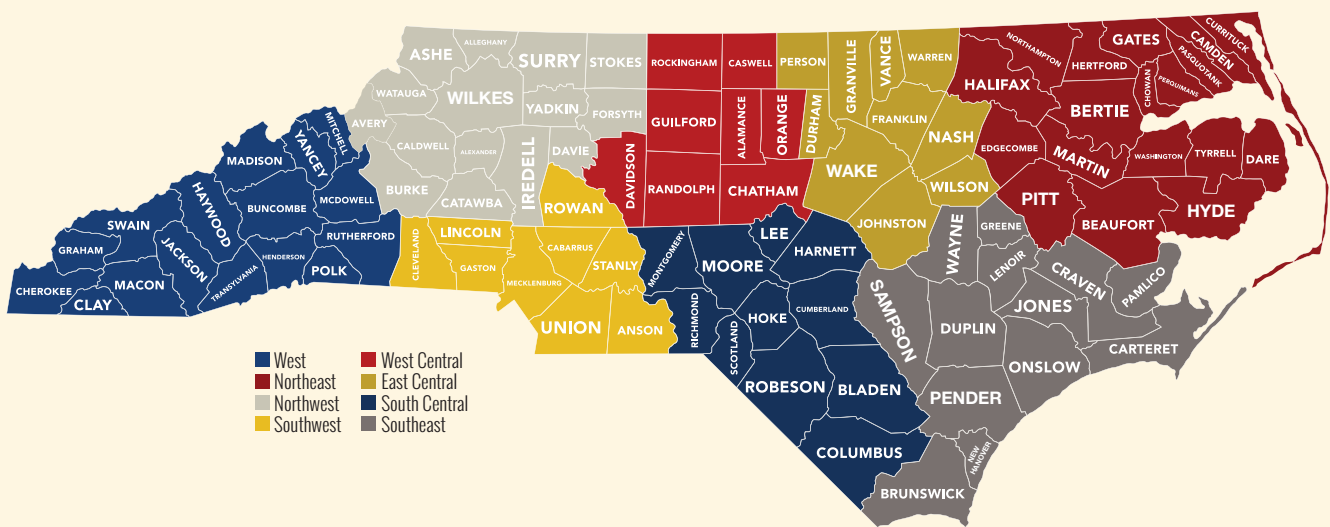 ASHE
ALLEGHANY
SURRY
STOKES
ROCKINGHAM
CASWELL
PERSON
GRANVILLE
VANCE
WARREN
NORTHAMPTON
GATES
CURRITUCK
CAMDEN
PASQUOTANK
PERQUIMANS
CHOWAN
HERTFORD
HALIFAX
BERTIE
WATAUGA
WILKES
YADKIN
FORSYTH
GUILFORD
ALAMANCE
ORANGE
DURHAM
FRANKLIN
NASH
EDGECOMBE
MARTIN
WASHINGTON
TYRRELL
DARE
MITCHELL
AVERY
YANCEY
MADISON
CALDWELL
ALEXANDER
IREDELL
DAVIE
DAVIDSON
RANDOLPH
CHATHAM
WAKE
WILSON
PITT
BEAUFORT
HYDE
BURKE
CATAWBA
ROWAN
MCDOWELL
BUNCOMBE
HAYWOOD
SWAIN
GRAHAM
CHEROKEE
CLAY
MACON
JACKSON
TRANSYLVANIA
HENDERSON
POLK
RUTHERFORD
CLEVELAND
LINCOLN
GASTON
CABARRUS
STANLY
MECKLENBURG
UNION
ANSON
MONTGOMERY
MOORE
LEE
HARNETT
JOHNSTON
WAYNE
GREENE
LENOIR
CRAVEN
PAMLICO
JONES
CARTERET
ONSLOW
DUPLIN
SAMPSON
CUMBERLAND
HOKE
SCOTLAND
RICHMOND
ROBESON
BLADEN
PENDER
COLUMBUS
NEW
HANOVER
BRUNSWICK
West
Northeast
Northwest
Southwest
West Central
East Central
South Central
Southeast